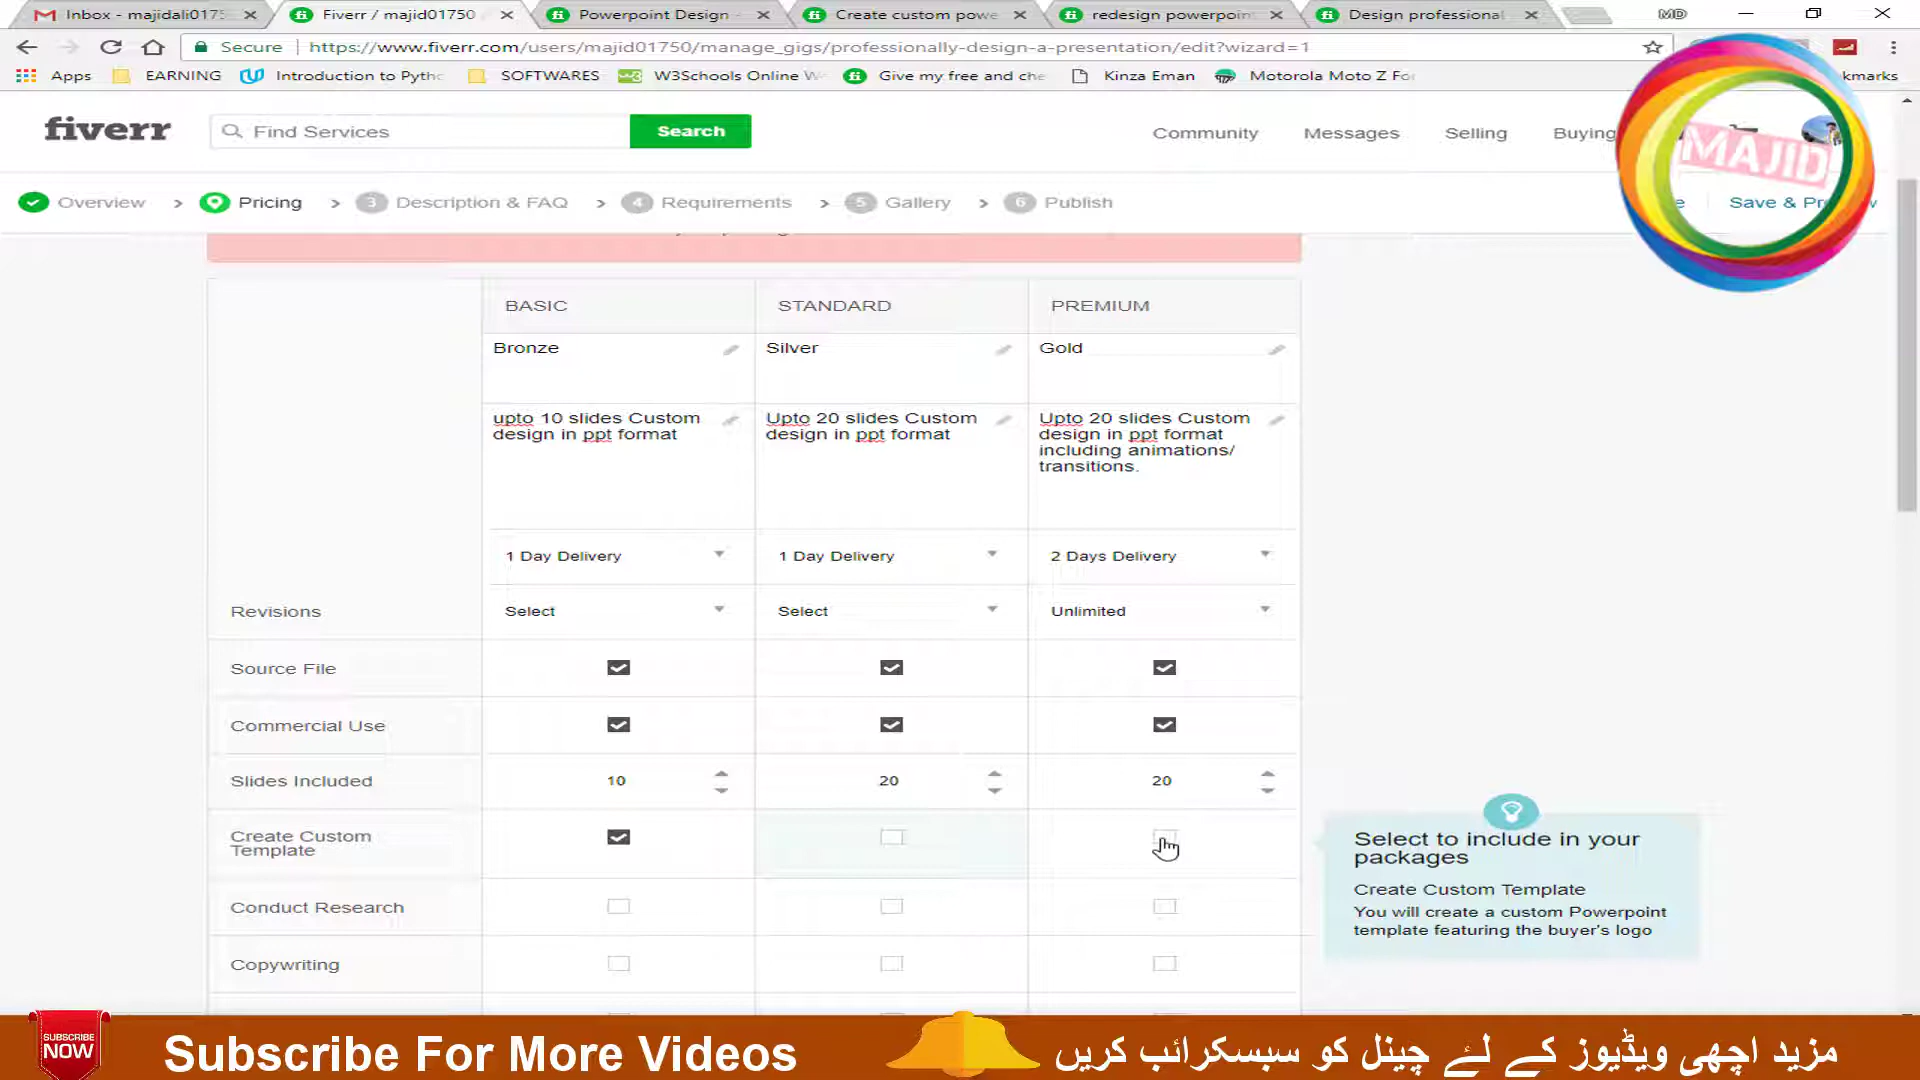 Inbox - majidali0175
Fiverr / majid01750
Powerpoint Design -
Create custom powe
redesign powerpoint
Design professional
MD
Secure
https://www.fiverr.com/users/majid01750/manage_gigs/professionally-design-a-presentation/edit?wizard=1
Apps
EARNING
Introduction to Pytho
SOFTWARES
W3Schools Online W
Give my free and che
Kinza Eman
Motorola Moto Z Fo
kmarks
fiverr
Find Services
Search
Community
Messages
Selling
Buying
MAJID
Overview
Pricing
3 Description & FAQ
4 Requirements
5 Gallery
6 Publish
Save & Pr
BASIC
STANDARD
PREMIUM
Bronze
Silver
Gold
upto 10 slides Custom
design in ppt format
Upto 20 slides Custom
design in ppt format
Upto 20 slides Custom
design in ppt format
including animations/
transitions.
1 Day Delivery
1 Day Delivery
2 Days Delivery
Revisions
Select
Select
Unlimited
Source File
Commercial Use
Slides Included
10
20
20
Create Custom
Template
Conduct Research
Copywriting
Select to include in your
packages
Create Custom Template
You will create a custom Powerpoint
template featuring the buyer's logo
SUBSCRIBE
NOW
Subscribe For More Videos
مزید اچھی ویڈیوز کے لئے چینل کو سبسکرائب کریں